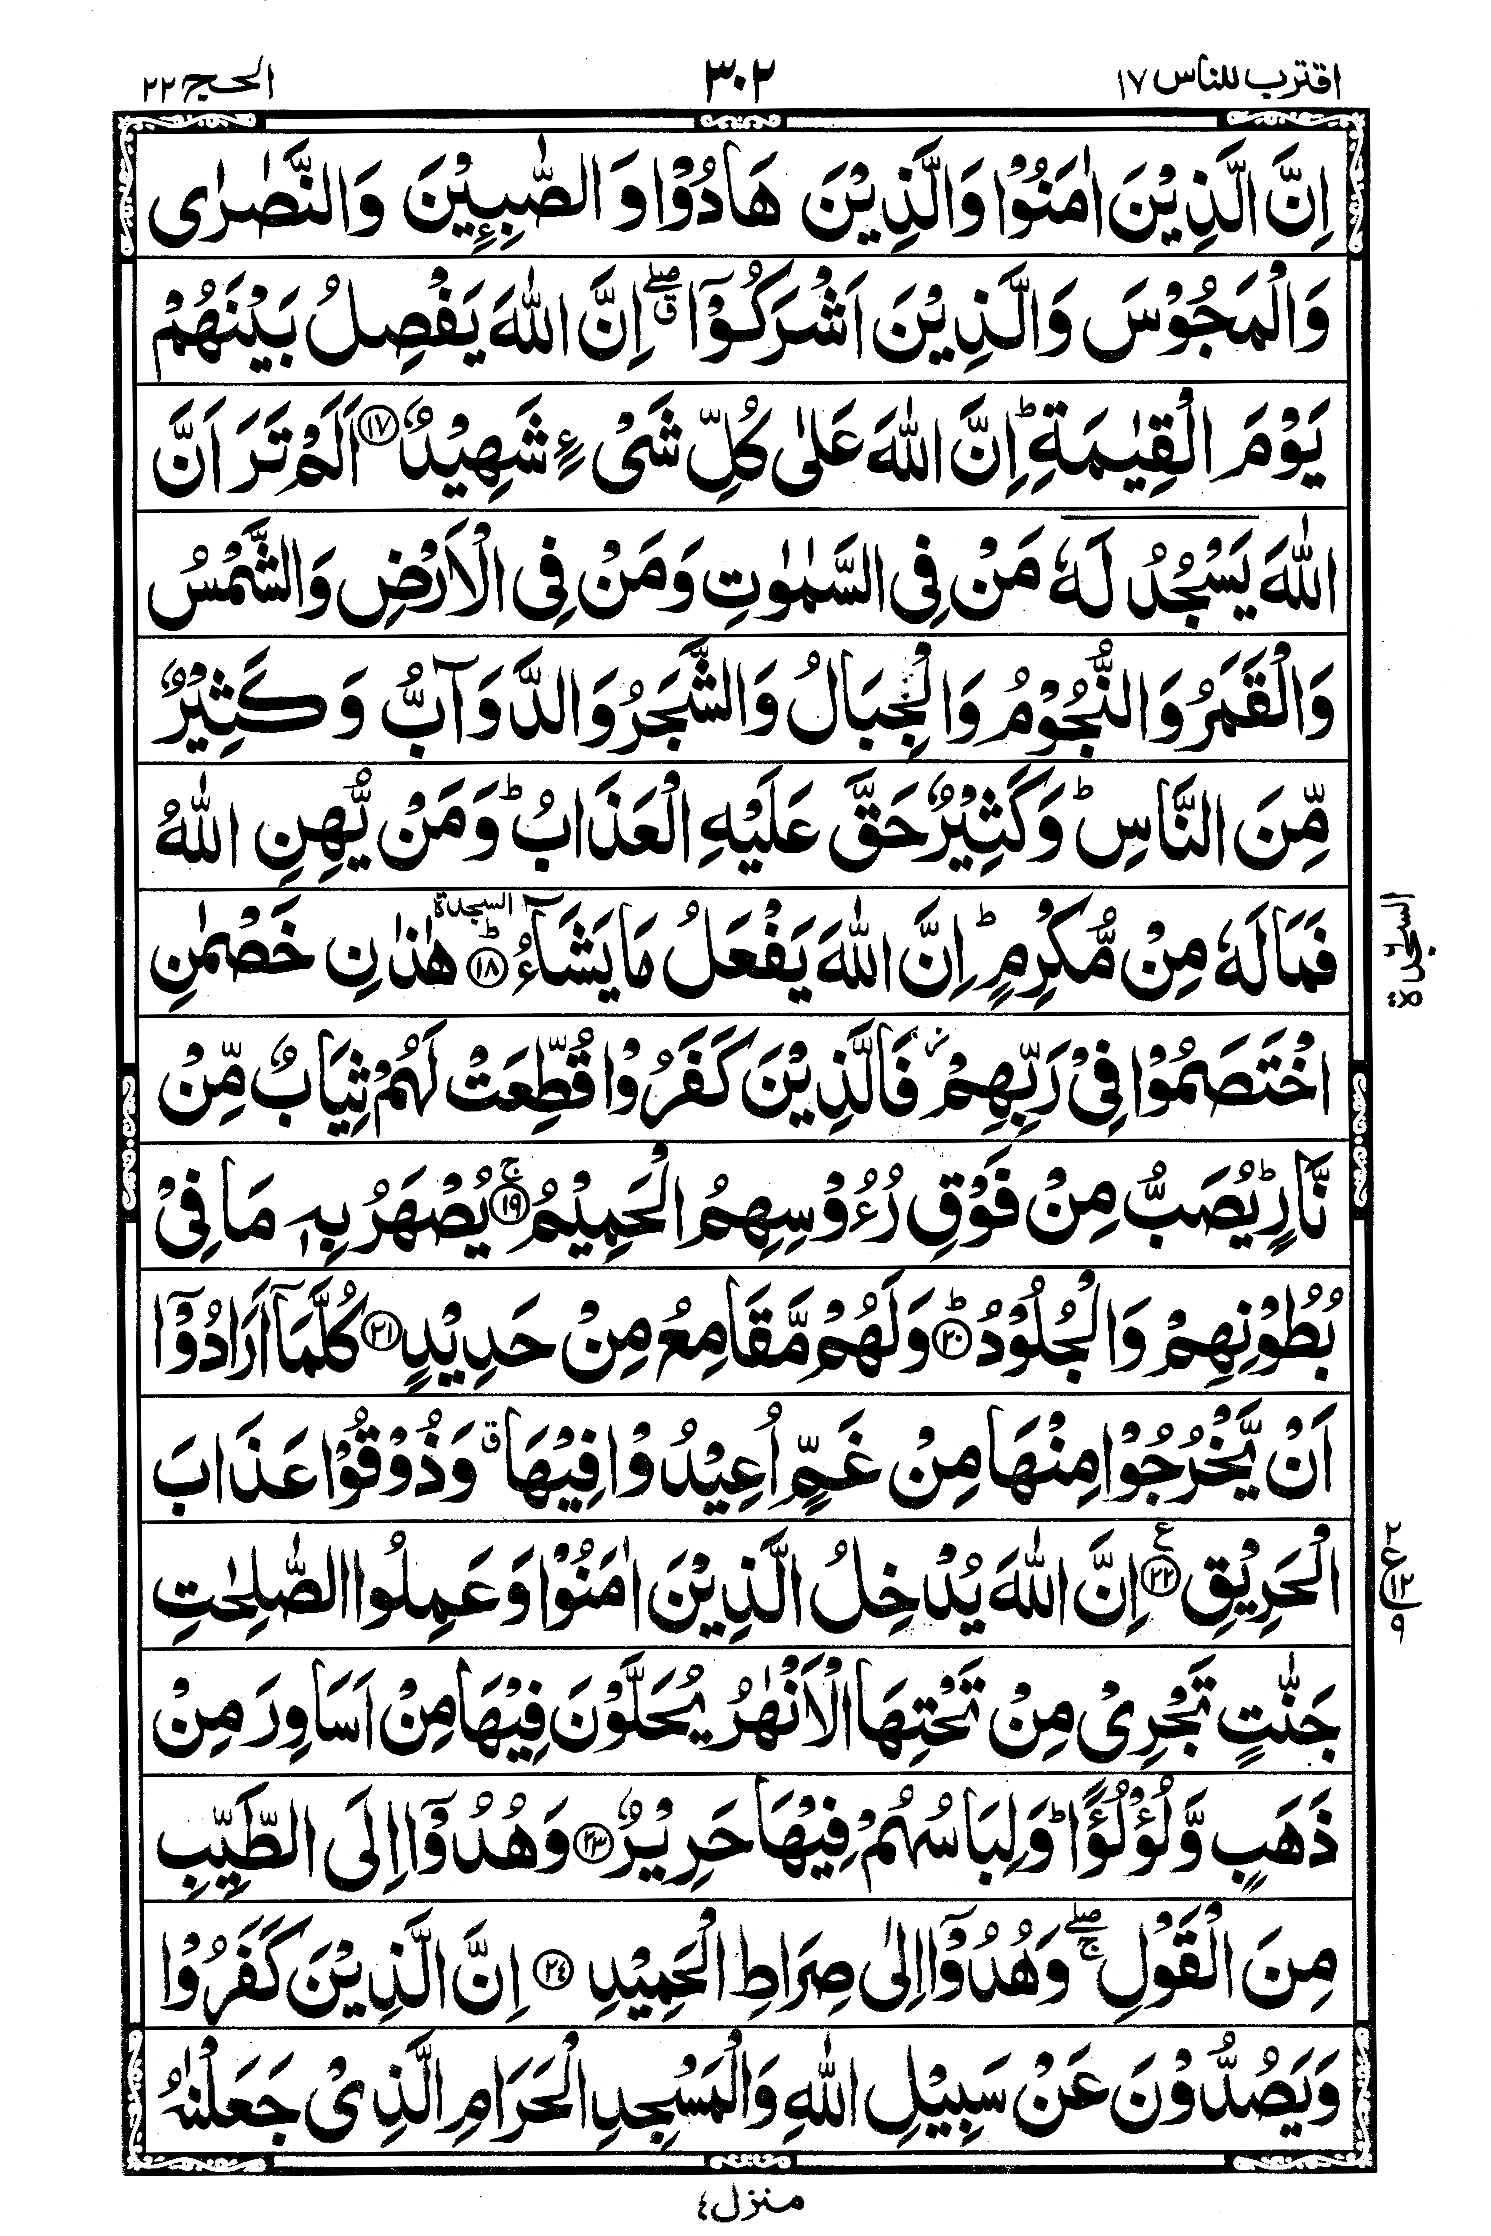 اقترب للناس ١٧
٣٠٢
الحج ٢٢
اِنَّ الَّذِيْنَ اٰمَنُوْا وَالَّذِيْنَ هَادُوْا وَ الصّٰبِـِٕيْنَ وَالنَّصٰرٰى
وَالْمَجُوْسَ وَالَّذِيْنَ اَشْرَكُوْۤا ۖۗ اِنَّ اللّٰهَ يَفْصِلُ بَيْنَهُمْ
يَوْمَ الْقِيٰمَةِ ؕ اِنَّ اللّٰهَ عَلٰى كُلِّ شَىْءٍ شَهِيْدٌ ﴿١٧﴾ اَلَمْ تَرَ اَنَّ
اللّٰهَ يَسْجُدُ لَهٗ مَنْ فِى السَّمٰوٰتِ وَمَنْ فِى الْاَرْضِ وَالشَّمْسُ
وَالْقَمَرُ وَالنُّجُوْمُ وَالْجِبَالُ وَالشَّجَرُ وَالدَّوَآبُّ وَ كَثِيْرٌ
مِّنَ النَّاسِ ؕ وَكَثِيْرٌ حَقَّ عَلَيْهِ الْعَذَابُ ؕ وَمَنْ يُّهِنِ اللّٰهُ
فَمَا لَهٗ مِنْ مُّكْرِمٍ ؕ اِنَّ اللّٰهَ يَفْعَلُ مَا يَشَآءُ ؕ ﴿١٨﴾ السجدة هٰذٰنِ خَصْمٰنِ
السجدة
اخْتَصَمُوْا فِىْ رَبِّهِمْ ز فَالَّذِيْنَ كَفَرُوْا قُطِّعَتْ لَهُمْ ثِيَابٌ مِّنْ
نَّارٍ ؕ يُصَبُّ مِنْ فَوْقِ رُءُوْسِهِمُ الْحَمِيْمُ ۚ ﴿١٩﴾ يُصْهَرُ بِهٖ مَا فِىْ
بُطُوْنِهِمْ وَالْجُلُوْدُ ؕ ﴿٢٠﴾ وَلَهُمْ مَّقَامِعُ مِنْ حَدِيْدٍ ﴿٢١﴾ كُلَّمَاۤ اَرَادُوْۤا
اَنْ يَّخْرُجُوْا مِنْهَا مِنْ غَمٍّ اُعِيْدُوْا فِيْهَا ق وَذُوْقُوْا عَذَابَ
الْحَرِيْقِ ﴿٢٢﴾ ع اِنَّ اللّٰهَ يُدْخِلُ الَّذِيْنَ اٰمَنُوْا وَعَمِلُوا الصّٰلِحٰتِ
٢ ع ١٢ ٩
جَنّٰتٍ تَجْرِىْ مِنْ تَحْتِهَا الْاَنْهٰرُ يُحَلَّوْنَ فِيْهَا مِنْ اَسَاوِرَ مِنْ
ذَهَبٍ وَّلُؤْلُؤًا ؕ وَلِبَاسُهُمْ فِيْهَا حَرِيْرٌ ﴿٢٣﴾ وَهُدُوْۤا اِلَى الطَّيِّبِ
مِنَ الْقَوْلِ ۖۚ وَهُدُوْۤا اِلٰى صِرَاطِ الْحَمِيْدِ ﴿٢٤﴾ اِنَّ الَّذِيْنَ كَفَرُوْا
وَيَصُدُّوْنَ عَنْ سَبِيْلِ اللّٰهِ وَالْمَسْجِدِ الْحَرَامِ الَّذِىْ جَعَلْنٰهُ
منزل ٤